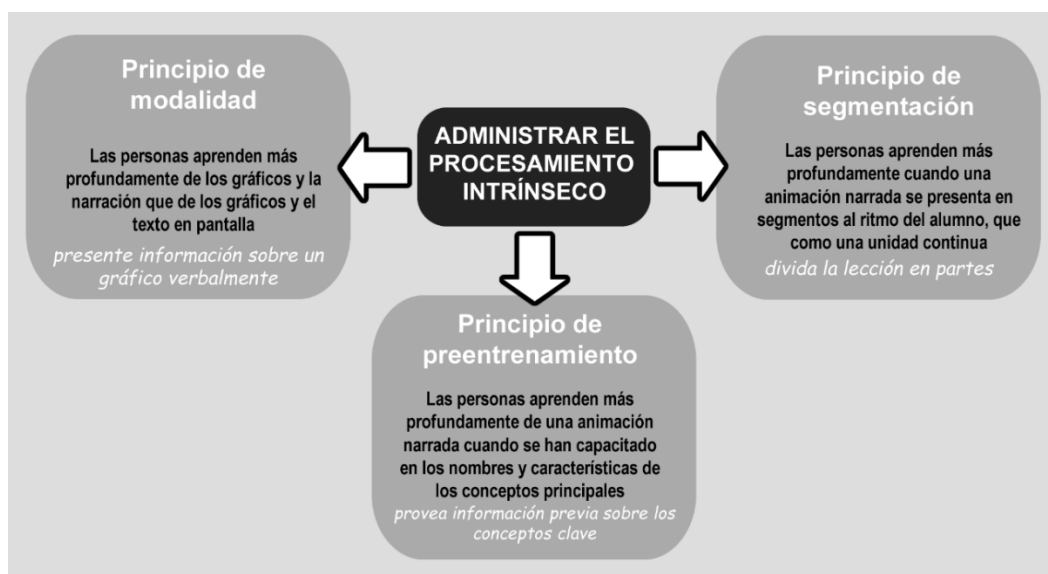 Principio de
modalidad
Las personas aprenden más
profundamente de los gráficos y la
narración que de los gráficos y el
texto en pantalla
presente información sobre un
gráfico verbalmente
ADMINISTRAR EL
PROCESAMIENTO
INTRÍNSECO
Principio de
segmentación
Las personas aprenden más
profundamente cuando una
animación narrada se presenta en
segmentos al ritmo del alumno, que
como una unidad continua
divida la lección en partes
Principio de
preentrenamiento
Las personas aprenden más
profundamente de una animación
narrada cuando se han capacitado
en los nombres y características de
los conceptos principales
provea información previa sobre los
conceptos clave